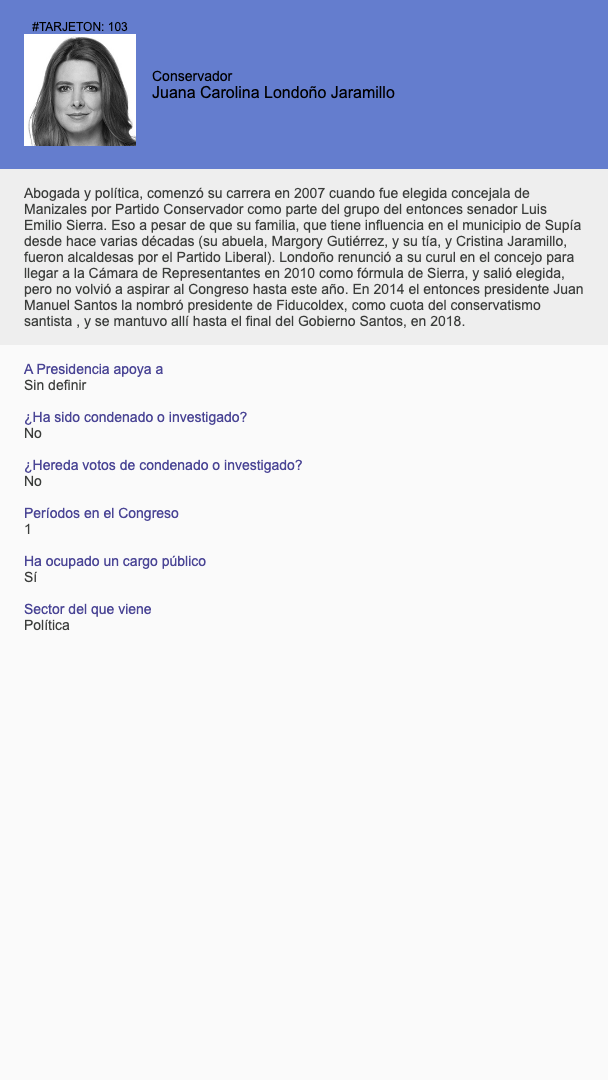 #TARJETON: 103
Conservador
Juana Carolina Londoño Jaramillo
Abogada y política, comenzó su carrera en 2007 cuando fue elegida concejala de
Manizales por Partido Conservador como parte del grupo del entonces senador Luis
Emilio Sierra. Eso a pesar de que su familia, que tiene influencia en el municipio de Supía
desde hace varias décadas (su abuela, Margory Gutiérrez, y su tía, y Cristina Jaramillo,
fueron alcaldesas por el Partido Liberal). Londoño renunció a su curul en el concejo para
llegar a la Cámara de Representantes en 2010 como fórmula de Sierra, y salió elegida,
pero no volvió a aspirar al Congreso hasta este año. En 2014 el entonces presidente Juan
Manuel Santos la nombró presidente de Fiducoldex, como cuota del conservatismo
santista , y se mantuvo allí hasta el final del Gobierno Santos, en 2018.
A Presidencia apoya a
Sin definir
¿Ha sido condenado o investigado?
No
¿Hereda votos de condenado o investigado?
No
Períodos en el Congreso
1
Ha ocupado un cargo público
Sí
Sector del que viene
Política